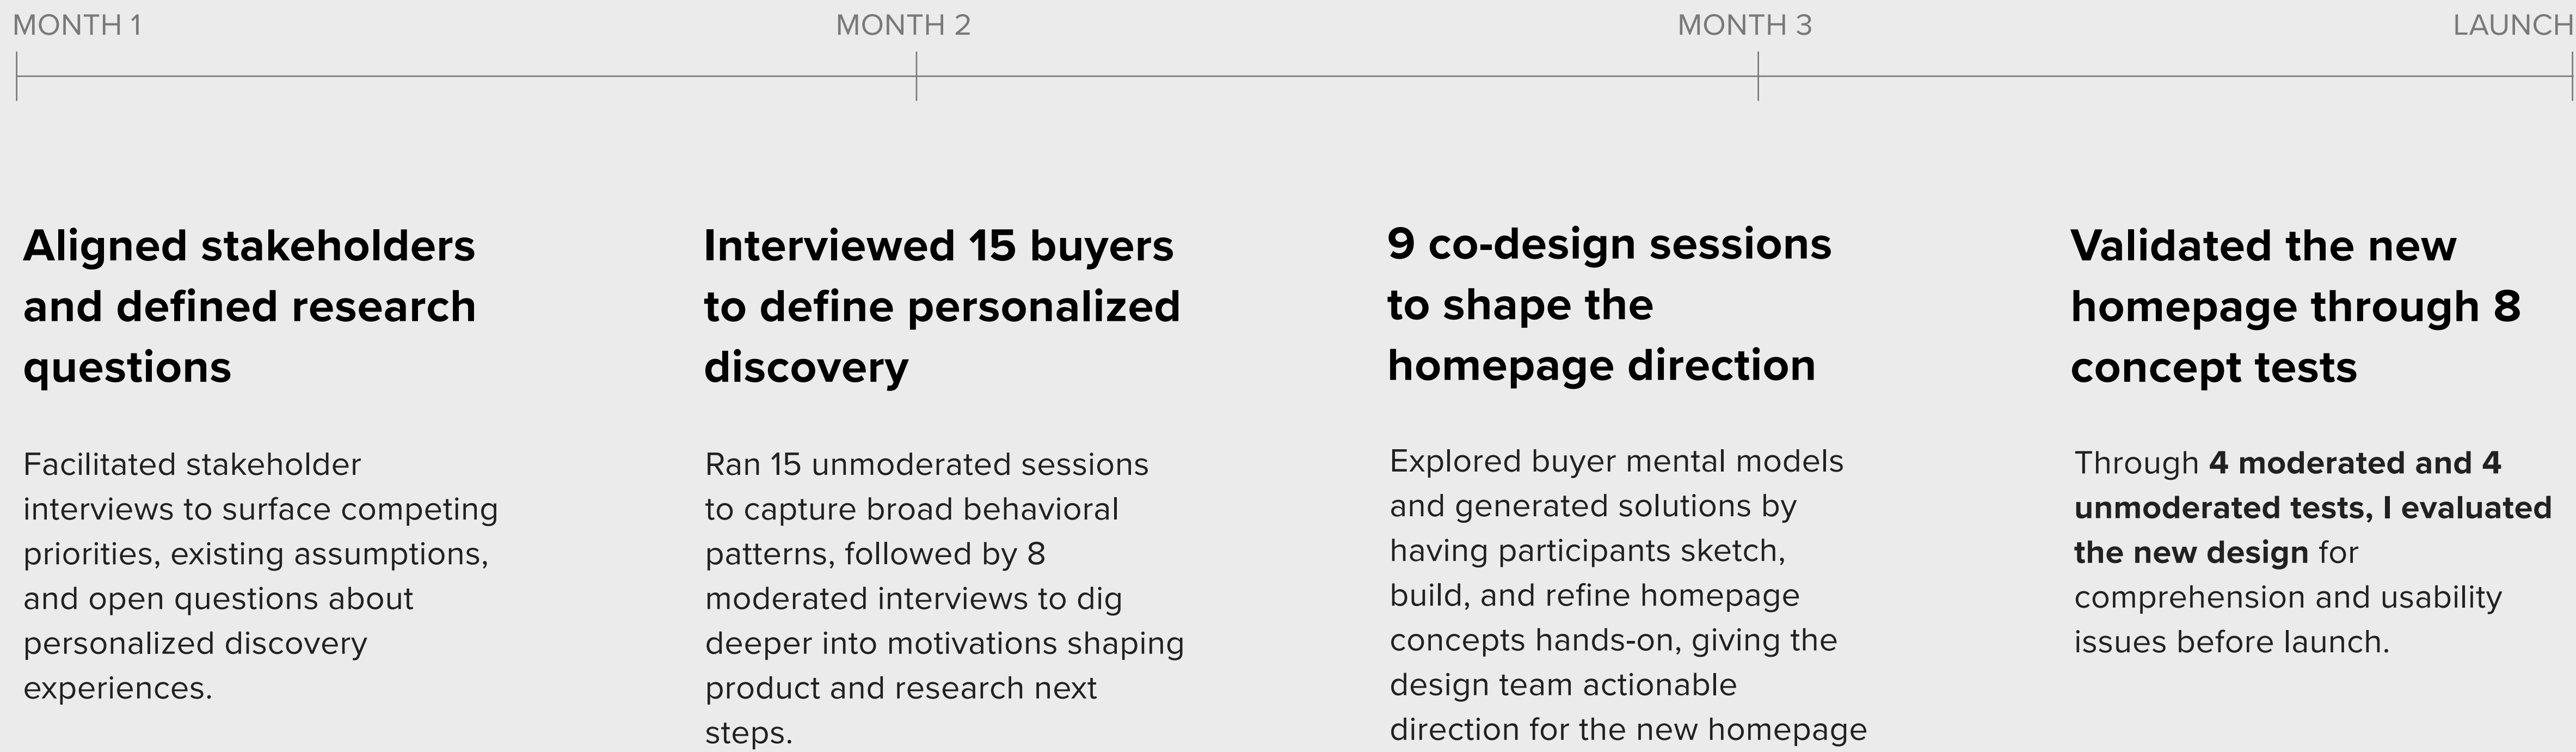 MONTH 1
MONTH 2
MONTH 3
LAUNCH
Aligned stakeholders
and defined research
questions
Facilitated stakeholder
interviews to surface competing
priorities, existing assumptions,
and open questions about
personalized discovery
experiences.
Interviewed 15 buyers
to define personalized
discovery
Ran 15 unmoderated sessions
to capture broad behavioral
patterns, followed by 8
moderated interviews to dig
deeper into motivations shaping
product and research next
steps.
9 co-design sessions
to shape the
homepage direction
Explored buyer mental models
and generated solutions by
having participants sketch,
build, and refine homepage
concepts hands-on, giving the
design team actionable
direction for the new homepage
Validated the new
homepage through 8
concept tests
Through 4 moderated and 4
unmoderated tests, I evaluated
the new design for
comprehension and usability
issues before launch.